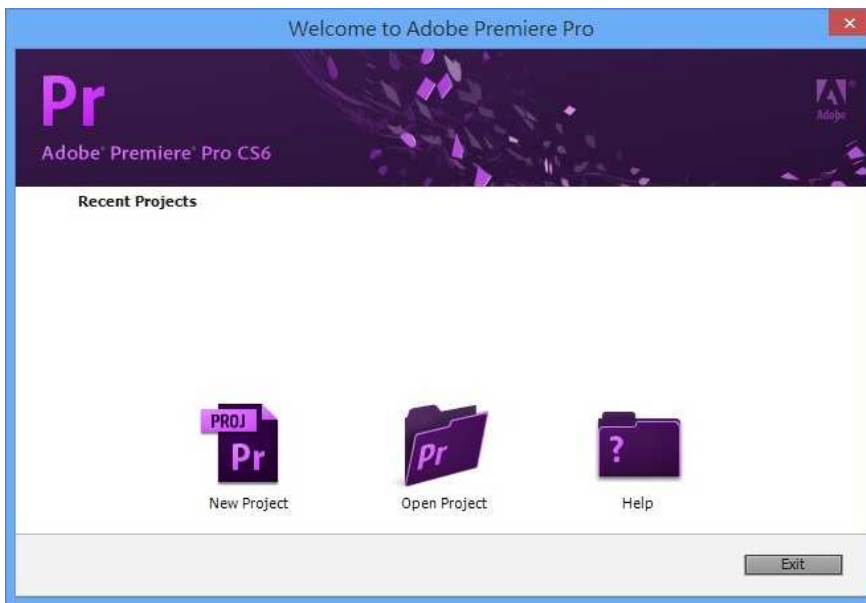 Welcome to Adobe Premiere Pro
Pr
Adobe
Adobe® Premiere® Pro CS6
Recent Projects
PROJ
Pr
Pr
?
New Project
Open Project
Help
Exit